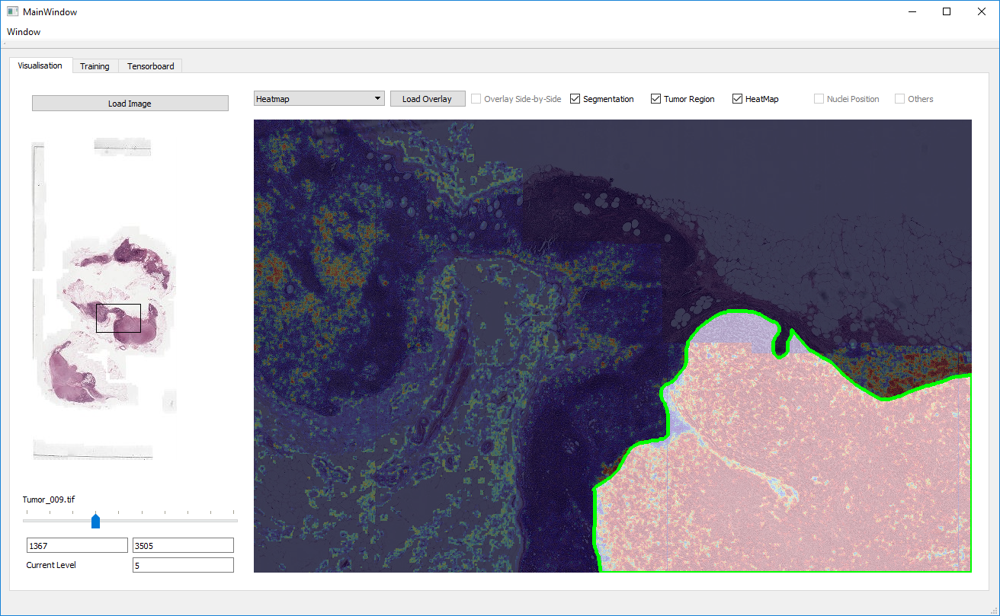 MainWindow
Window
Visualisation Training Tensorboard
Load Image
Heatmap Load Overlay Overlay Side-by-Side Segmentation Tumor Region HeatMap Nuclei Position Others
Tumor_009.tif
1367 3505
Current Level 5